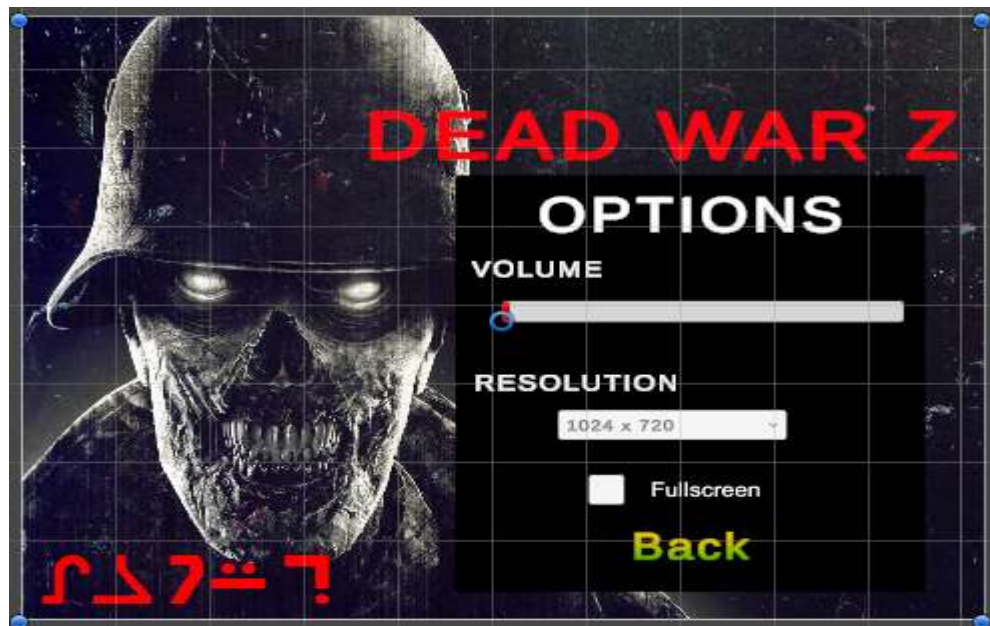 DEAD WAR Z
OPTIONS
VOLUME
RESOLUTION
1024 x 720
Fullscreen
Back